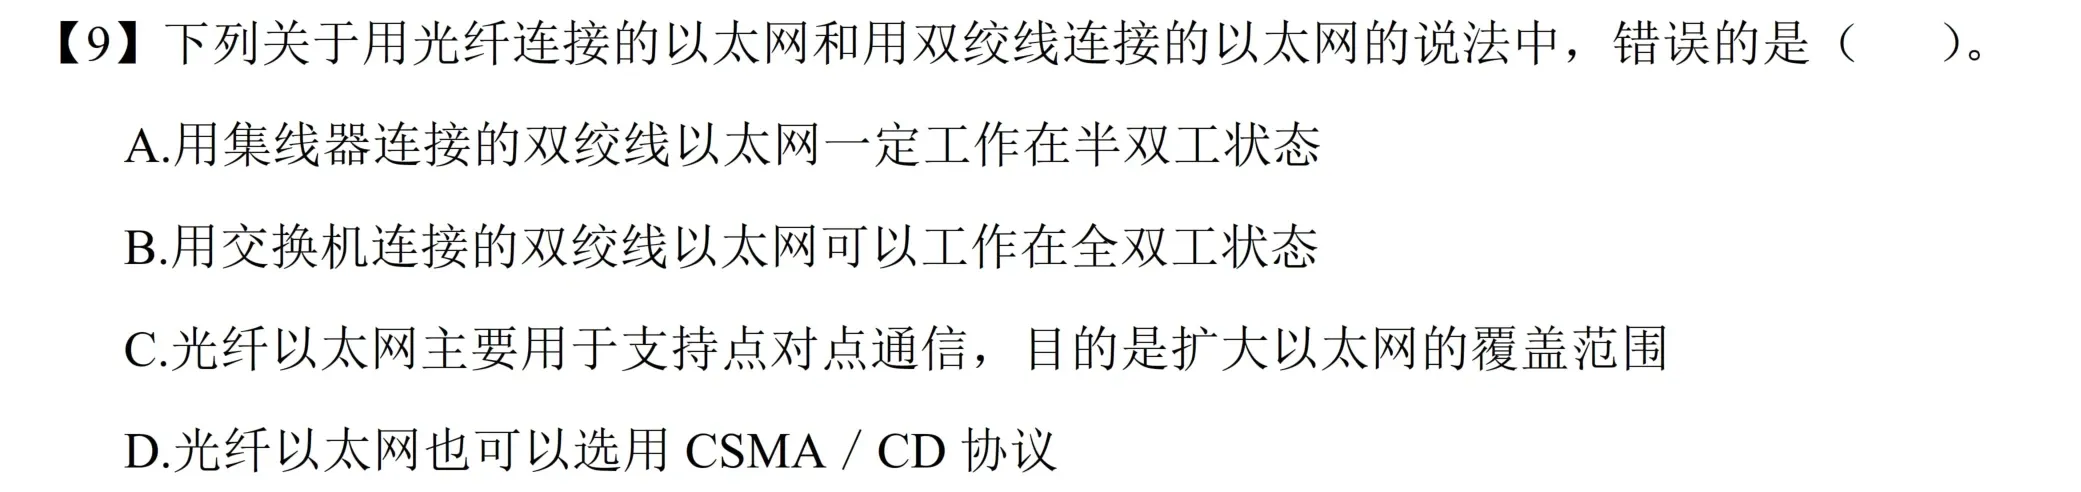 【9】下列关于用光纤连接的以太网和用双绞线连接的以太网的说法中，错误的是（　　）。
A.用集线器连接的双绞线以太网一定工作在半双工状态
B.用交换机连接的双绞线以太网可以工作在全双工状态
C.光纤以太网主要用于支持点对点通信，目的是扩大以太网的覆盖范围
D.光纤以太网也可以选用 CSMA／CD 协议